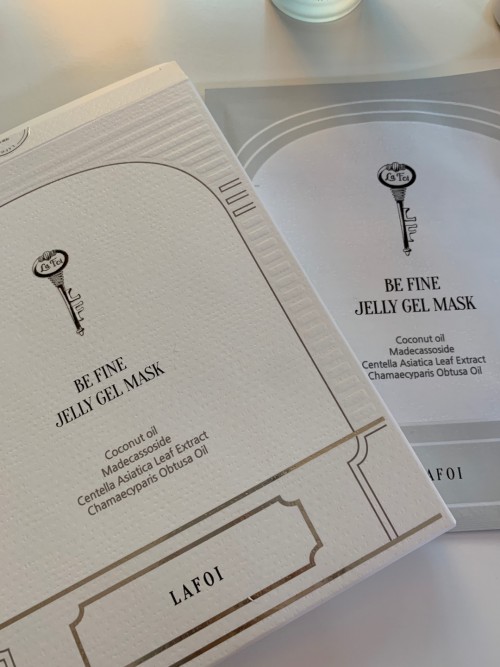 La Foi
BE FINE
JELLY GEL MASK
Coconut oil
Madecassoside
Centella Asiatica Leaf Extract
Chamaecyparis Obtusa Oil
LAFOI
La Foi
BE FINE
JELLY GEL MASK
Coconut oil
Madecassoside
Centella Asiatica Leaf Extract
Chamaecyparis Obtusa Oil
AFOI